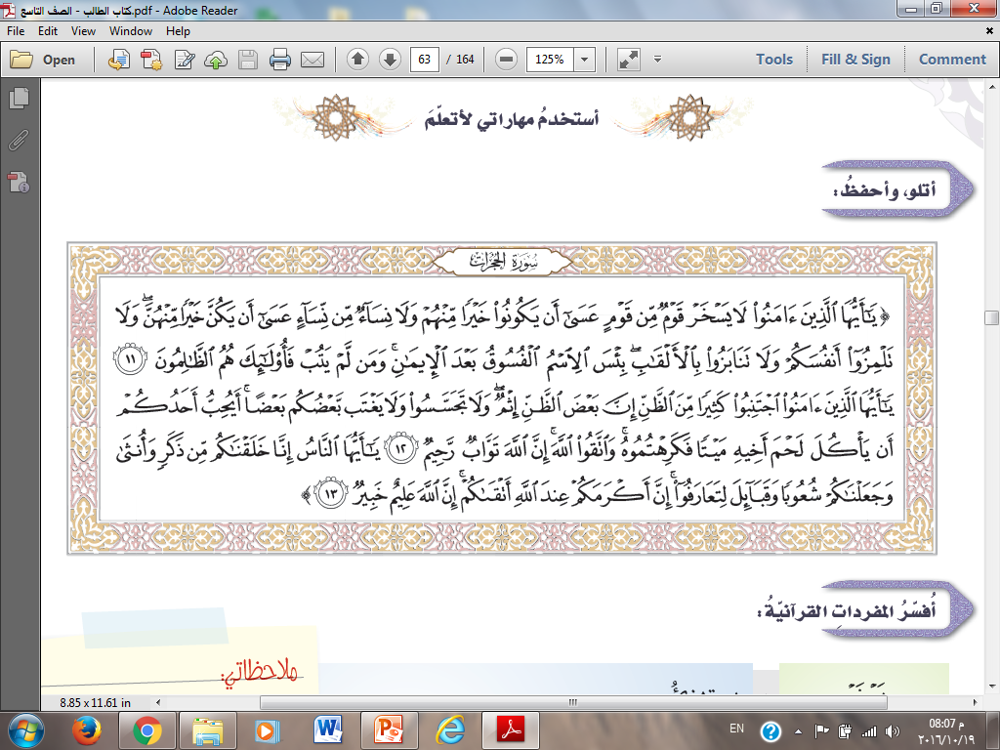 كتاب الطالب - الصف التاسع.pdf - Adobe Reader
File Edit View Window Help
Open 63 / 164 125% Tools Fill & Sign Comment
أستخدمُ مهاراتي لأتعلّمَ
أتلو، وأحفظُ:
سُورَةُ الحُجُرَاتِ
﴿ يَٰٓأَيُّهَا ٱلَّذِينَ ءَامَنُواْ لَا يَسۡخَرۡ قَوۡمٞ مِّن قَوۡمٍ عَسَىٰٓ أَن يَكُونُواْ خَيۡرٗا مِّنۡهُمۡ وَلَا نِسَآءٞ مِّن نِّسَآءٍ عَسَىٰٓ أَن يَكُنَّ خَيۡرٗا مِّنۡهُنَّۖ وَلَا
تَلۡمِزُوٓاْ أَنفُسَكُمۡ وَلَا تَنَابَزُواْ بِٱلۡأَلۡقَٰبِۖ بِئۡسَ ٱلِٱسۡمُ ٱلۡفُسُوقُ بَعۡدَ ٱلۡإِيمَٰنِۚ وَمَن لَّمۡ يَتُبۡ فَأُوْلَٰٓئِكَ هُمُ ٱلظَّٰلِمُونَ ١١
يَٰٓأَيُّهَا ٱلَّذِينَ ءَامَنُواْ ٱجۡتَنِبُواْ كَثِيرٗا مِّنَ ٱلظَّنِّ إِنَّ بَعۡضَ ٱلظَّنِّ إِثۡمٞۖ وَلَا تَجَسَّسُواْ وَلَا يَغۡتَب بَّعۡضُكُم بَعۡضًاۚ أَيُحِبُّ أَحَدُكُمۡ
أَن يَأۡكُلَ لَحۡمَ أَخِيهِ مَيۡتٗا فَكَرِهۡتُمُوهُۚ وَٱتَّقُواْ ٱللَّهَۚ إِنَّ ٱللَّهَ تَوَّابٞ رَّحِيمٞ ١٢ يَٰٓأَيُّهَا ٱلنَّاسُ إِنَّا خَلَقۡنَٰكُم مِّن ذَكَرٖ وَأُنثَىٰ
وَجَعَلۡنَٰكُمۡ شُعُوبٗا وَقَبَآئِلَ لِتَعَارَفُوٓاْۚ إِنَّ أَكۡرَمَكُمۡ عِندَ ٱللَّهِ أَتۡقَىٰكُمۡۚ إِنَّ ٱللَّهَ عَلِيمٌ خَبِيرٞ ١٣ ﴾
أُفسّرُ المفرداتِ القرآنيّةُ:
ملاحظاتي:
8.85 x 11.61 in
EN 08:07 م
٢٠١٦/١٠/١٩